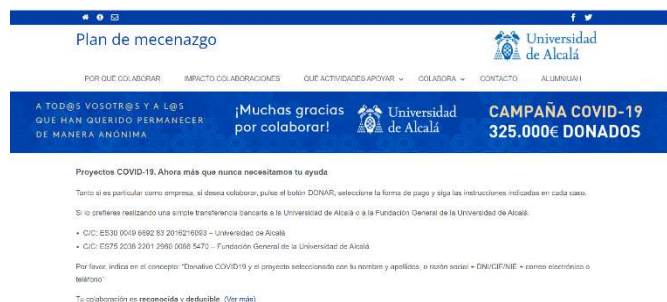 Plan de mecenazgo
Universidad
de Alcalá
POR QUÉ COLABORAR IMPACTO COLABORACIONES QUÉ ACTIVIDADES APOYAR COLABORA CONTACTO ALUMNIUAH
A TOD@S VOSOTR@S Y A L@S
QUE HAN QUERIDO PERMANECER
DE MANERA ANÓNIMA
¡Muchas gracias
por colaborar!
Universidad
de Alcalá
CAMPAÑA COVID-19
325.000€ DONADOS
Proyectos COVID-19. Ahora más que nunca necesitamos tu ayuda
Tanto si es particular como empresa, si desea colaborar, pulse el botón DONAR, seleccione la forma de pago y siga las instrucciones indicadas en cada caso.
Si lo prefieres realizando una simple transferencia bancaria a la Universidad de Alcalá o a la Fundación General de la Universidad de Alcalá:
• C/C: ES30 0049 6692 83 2016216093 – Universidad de Alcalá
• C/C: ES75 2038 2201 2960 0086 5470 – Fundación General de la Universidad de Alcalá
Por favor, indica en el concepto: "Donativo COVID19 y el proyecto seleccionado con tu nombre y apellidos, o razón social + DNI/CIF/NIE + correo electrónico o
teléfono"
Tu colaboración es reconocida y deducible. (Ver más)